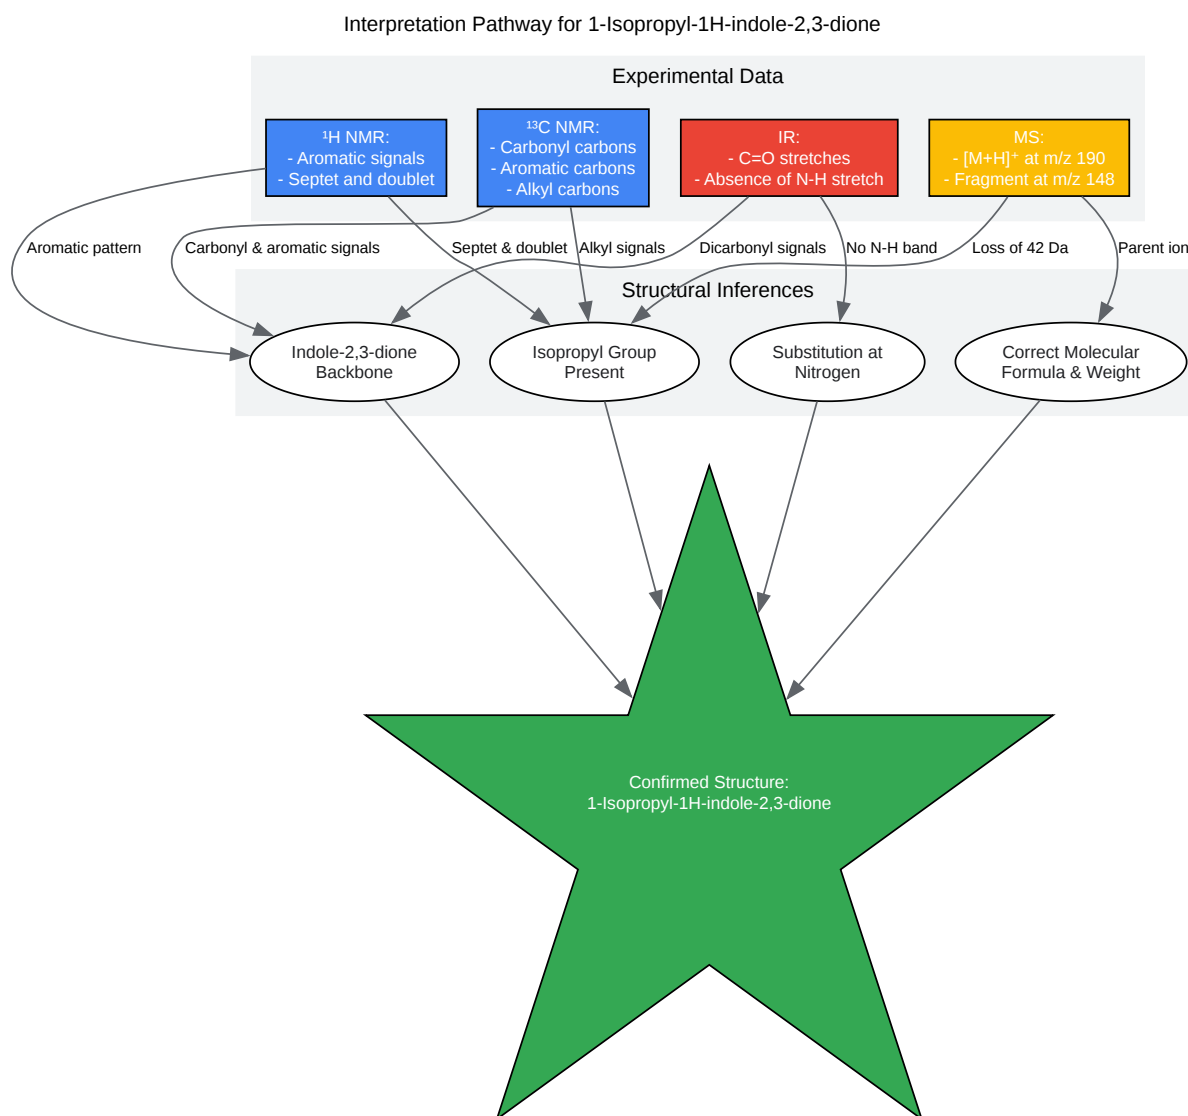 Interpretation Pathway for 1-Isopropyl-1H-indole-2,3-dione
Experimental Data
¹H NMR:
- Aromatic signals
- Septet and doublet
¹³C NMR:
- Carbonyl carbons
- Aromatic carbons
- Alkyl carbons
IR:
- C=O stretches
- Absence of N-H stretch
MS:
- [M+H]⁺ at m/z 190
- Fragment at m/z 148
Aromatic pattern
Carbonyl & aromatic signals
Septet & doublet
Alkyl signals
Dicarbonyl signals
No N-H band
Loss of 42 Da
Parent ion
Structural Inferences
Indole-2,3-dione
Backbone
Isopropyl Group
Present
Substitution at
Nitrogen
Correct Molecular
Formula & Weight
Confirmed Structure:
1-Isopropyl-1H-indole-2,3-dione